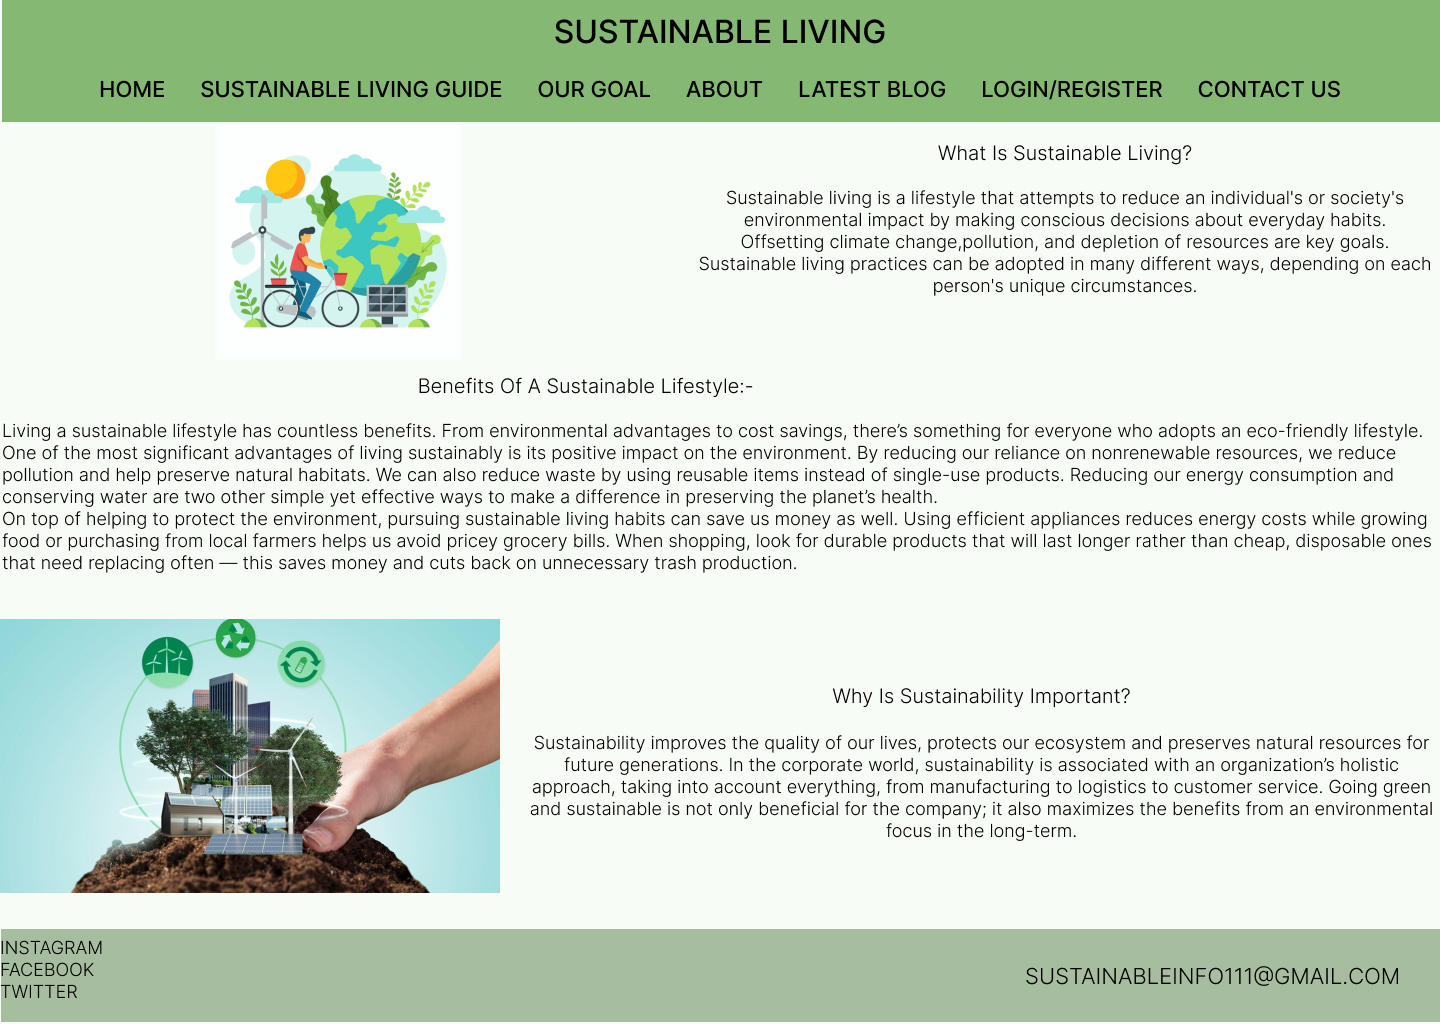 SUSTAINABLE LIVING
HOME SUSTAINABLE LIVING GUIDE OUR GOAL ABOUT LATEST BLOG LOGIN/REGISTER CONTACT US
What Is Sustainable Living?
Sustainable living is a lifestyle that attempts to reduce an individual's or society's
environmental impact by making conscious decisions about everyday habits.
Offsetting climate change,pollution, and depletion of resources are key goals.
Sustainable living practices can be adopted in many different ways, depending on each
person's unique circumstances.
Benefits Of A Sustainable Lifestyle:-
Living a sustainable lifestyle has countless benefits. From environmental advantages to cost savings, there’s something for everyone who adopts an eco-friendly lifestyle.
One of the most significant advantages of living sustainably is its positive impact on the environment. By reducing our reliance on nonrenewable resources, we reduce
pollution and help preserve natural habitats. We can also reduce waste by using reusable items instead of single-use products. Reducing our energy consumption and
conserving water are two other simple yet effective ways to make a difference in preserving the planet’s health.
On top of helping to protect the environment, pursuing sustainable living habits can save us money as well. Using efficient appliances reduces energy costs while growing
food or purchasing from local farmers helps us avoid pricey grocery bills. When shopping, look for durable products that will last longer rather than cheap, disposable ones
that need replacing often — this saves money and cuts back on unnecessary trash production.
Why Is Sustainability Important?
Sustainability improves the quality of our lives, protects our ecosystem and preserves natural resources for
future generations. In the corporate world, sustainability is associated with an organization’s holistic
approach, taking into account everything, from manufacturing to logistics to customer service. Going green
and sustainable is not only beneficial for the company; it also maximizes the benefits from an environmental
focus in the long-term.
INSTAGRAM
FACEBOOK
TWITTER
SUSTAINABLEINFO111@GMAIL.COM